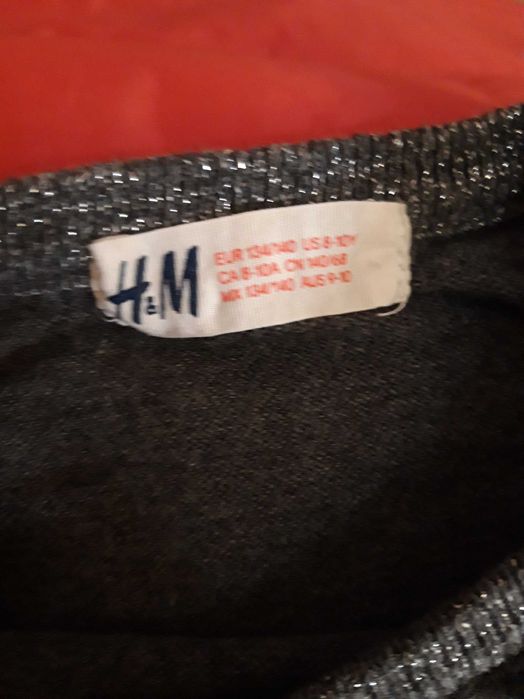 H&M
EUR 134/140 US 8-10Y
CA 8-10A CN 140/68
MX 134/140 AUS 9-10